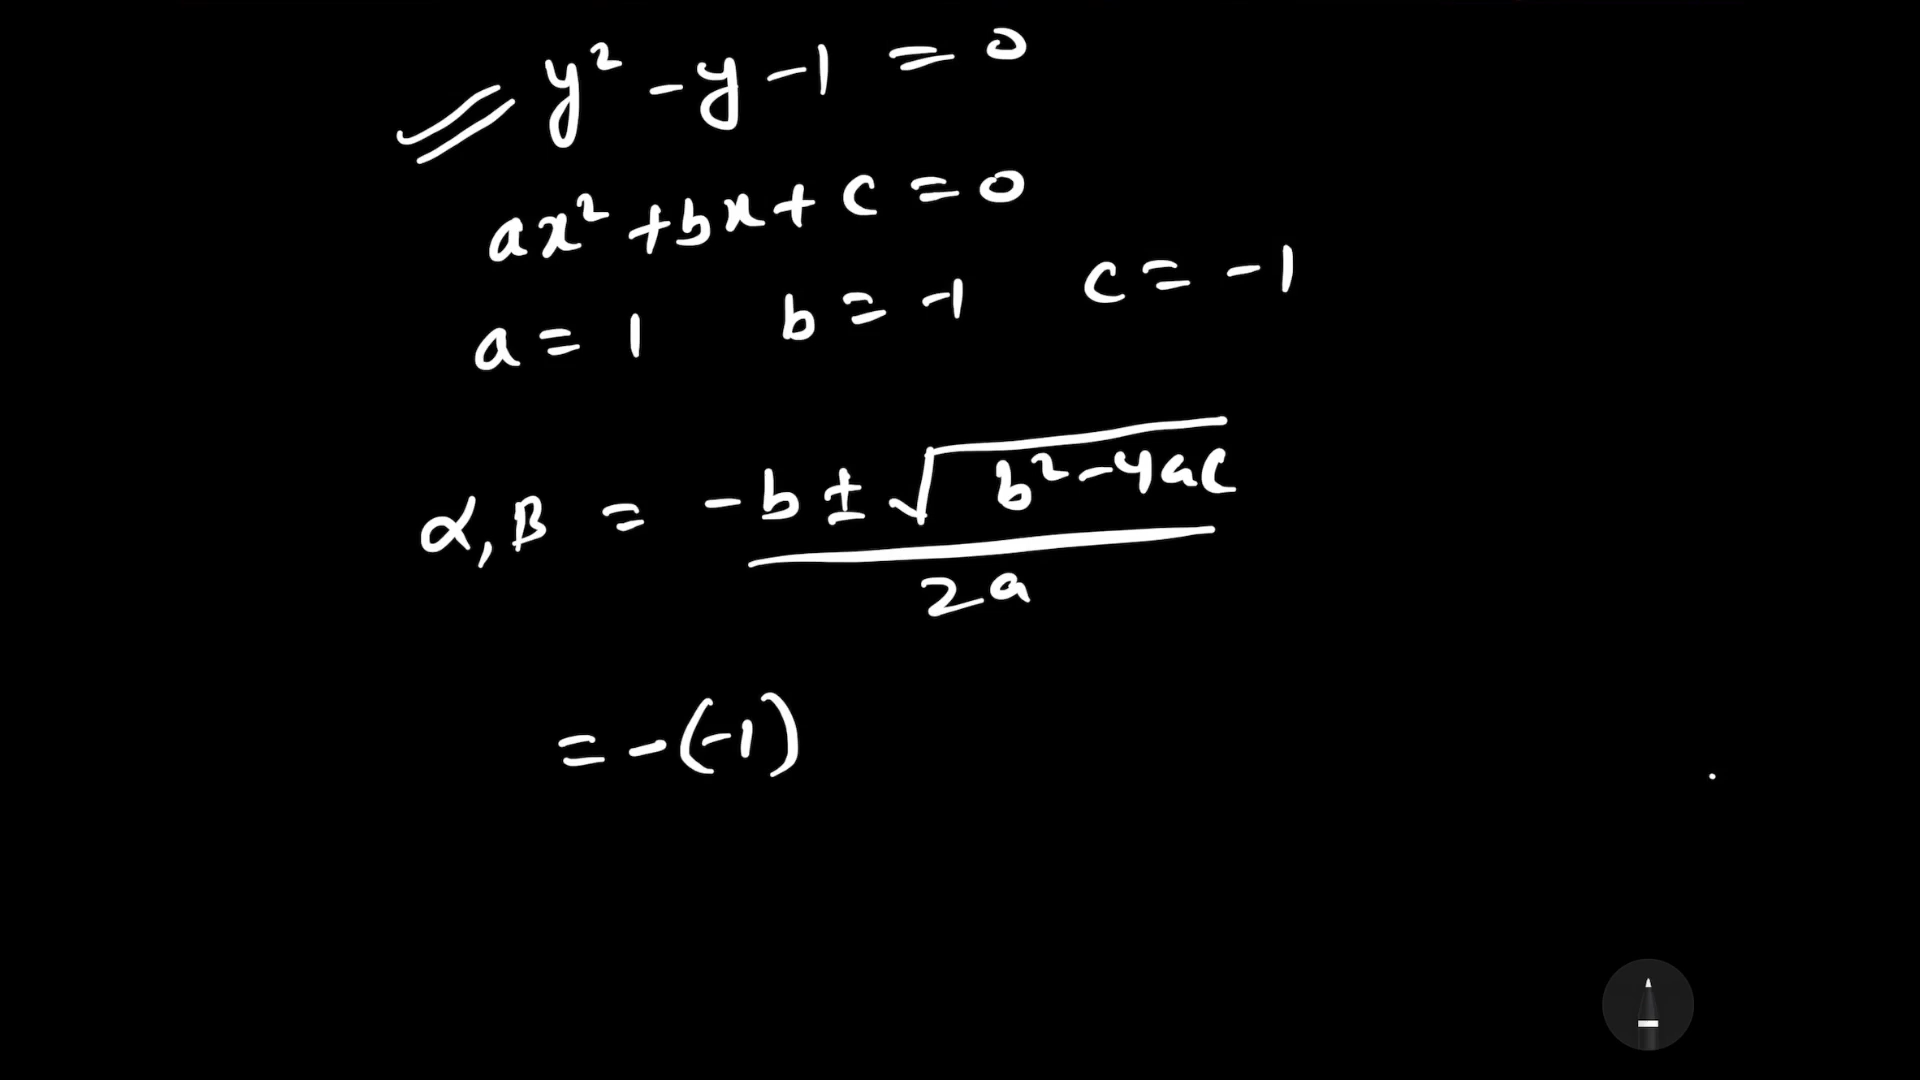 y² - y - 1 = 0
ax² + bx + c = 0
a = 1 b = -1 c = -1
α, β = -b ± √(b² - 4ac) / 2a
= -(-1)